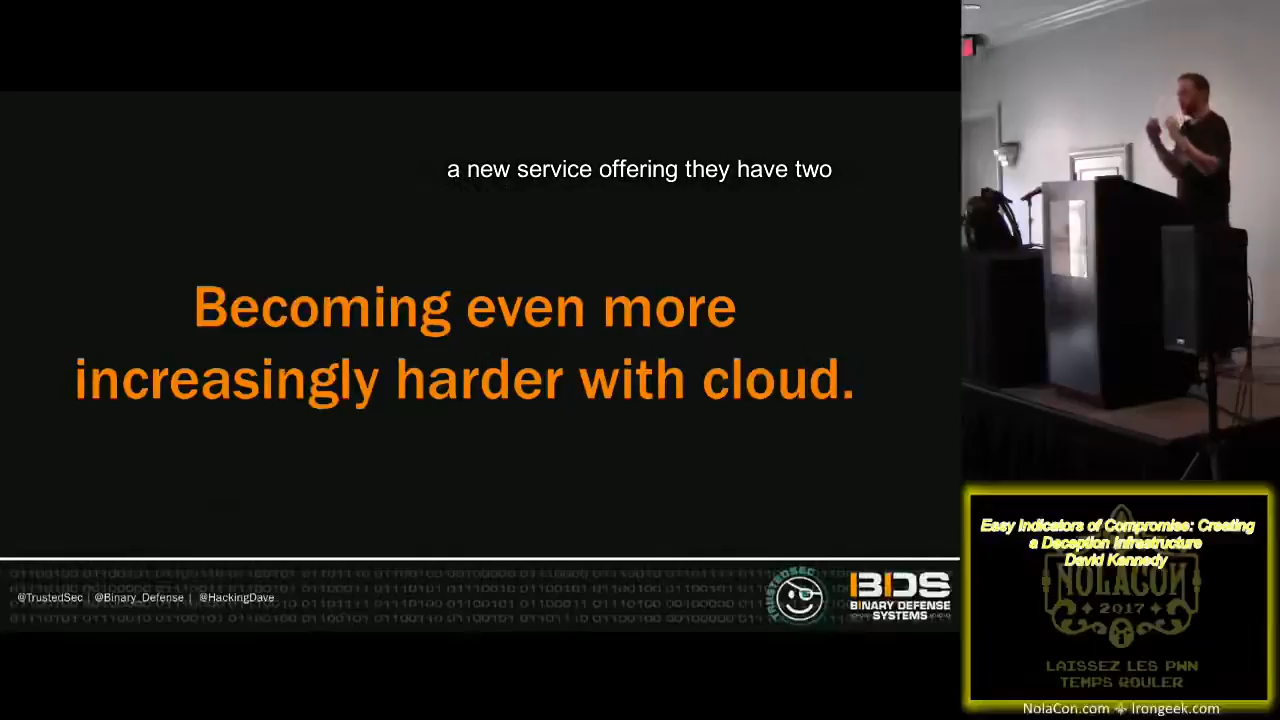 a new service offering they have two
Becoming even more
increasingly harder with cloud.
@TrustedSec | @Binary_Defense | @HackingDave
TRUSTEDSEC
BDS
BINARY DEFENSE
SYSTEMS
Easy Indicators of Compromise: Creating
a Deception Infrastructure
David Kennedy
NOLACON
2017
LAISSEZ LES PWN
TEMPS ROULER
NolaCon.com Irongeek.com